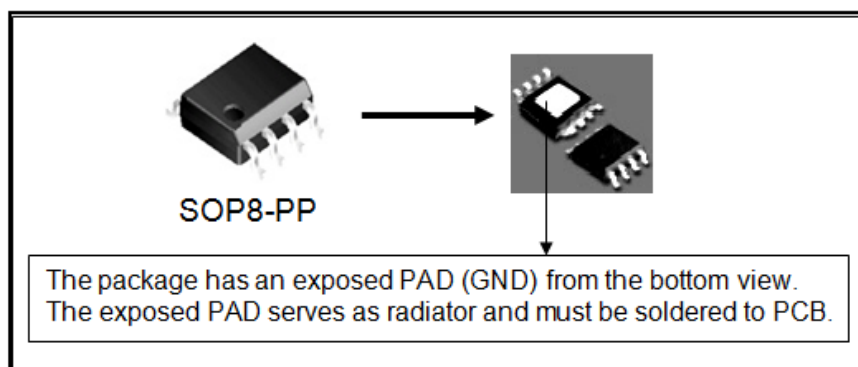 SOP8-PP
The package has an exposed PAD (GND) from the bottom view.
The exposed PAD serves as radiator and must be soldered to PCB.